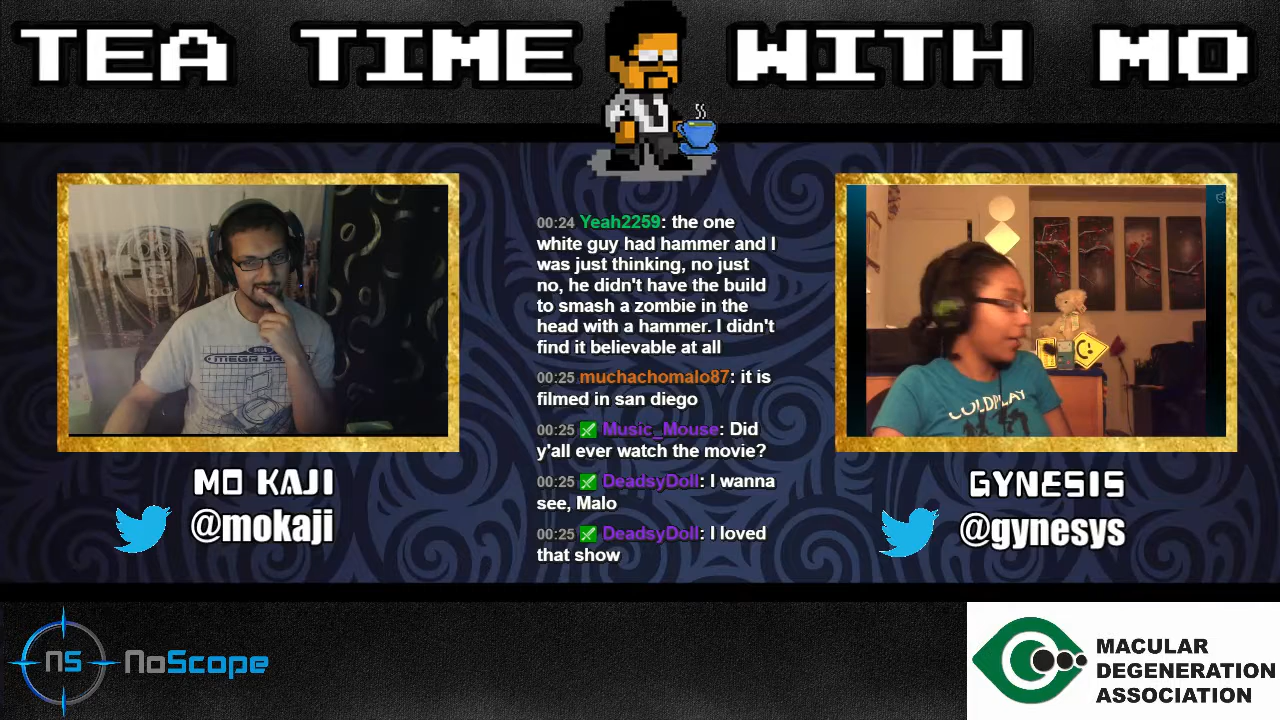 TEA TIME WITH MO
MEGA DR
00:24 Yeah2259: the one
white guy had hammer and I
was just thinking, no just
no, he didn't have the build
to smash a zombie in the
head with a hammer. I didn't
find it believable at all
00:25 muchachomalo87: it is
filmed in san diego
00:25 Music_Mouse: Did
y'all ever watch the movie?
00:25 DeadsyDoll: I wanna
see, Malo
00:25 DeadsyDoll: I loved
that show
COLDPLAY
MO KAJI
@mokaji
GYNESIS
@gynesys
NS NoScope
MACULAR
DEGENERATION
ASSOCIATION